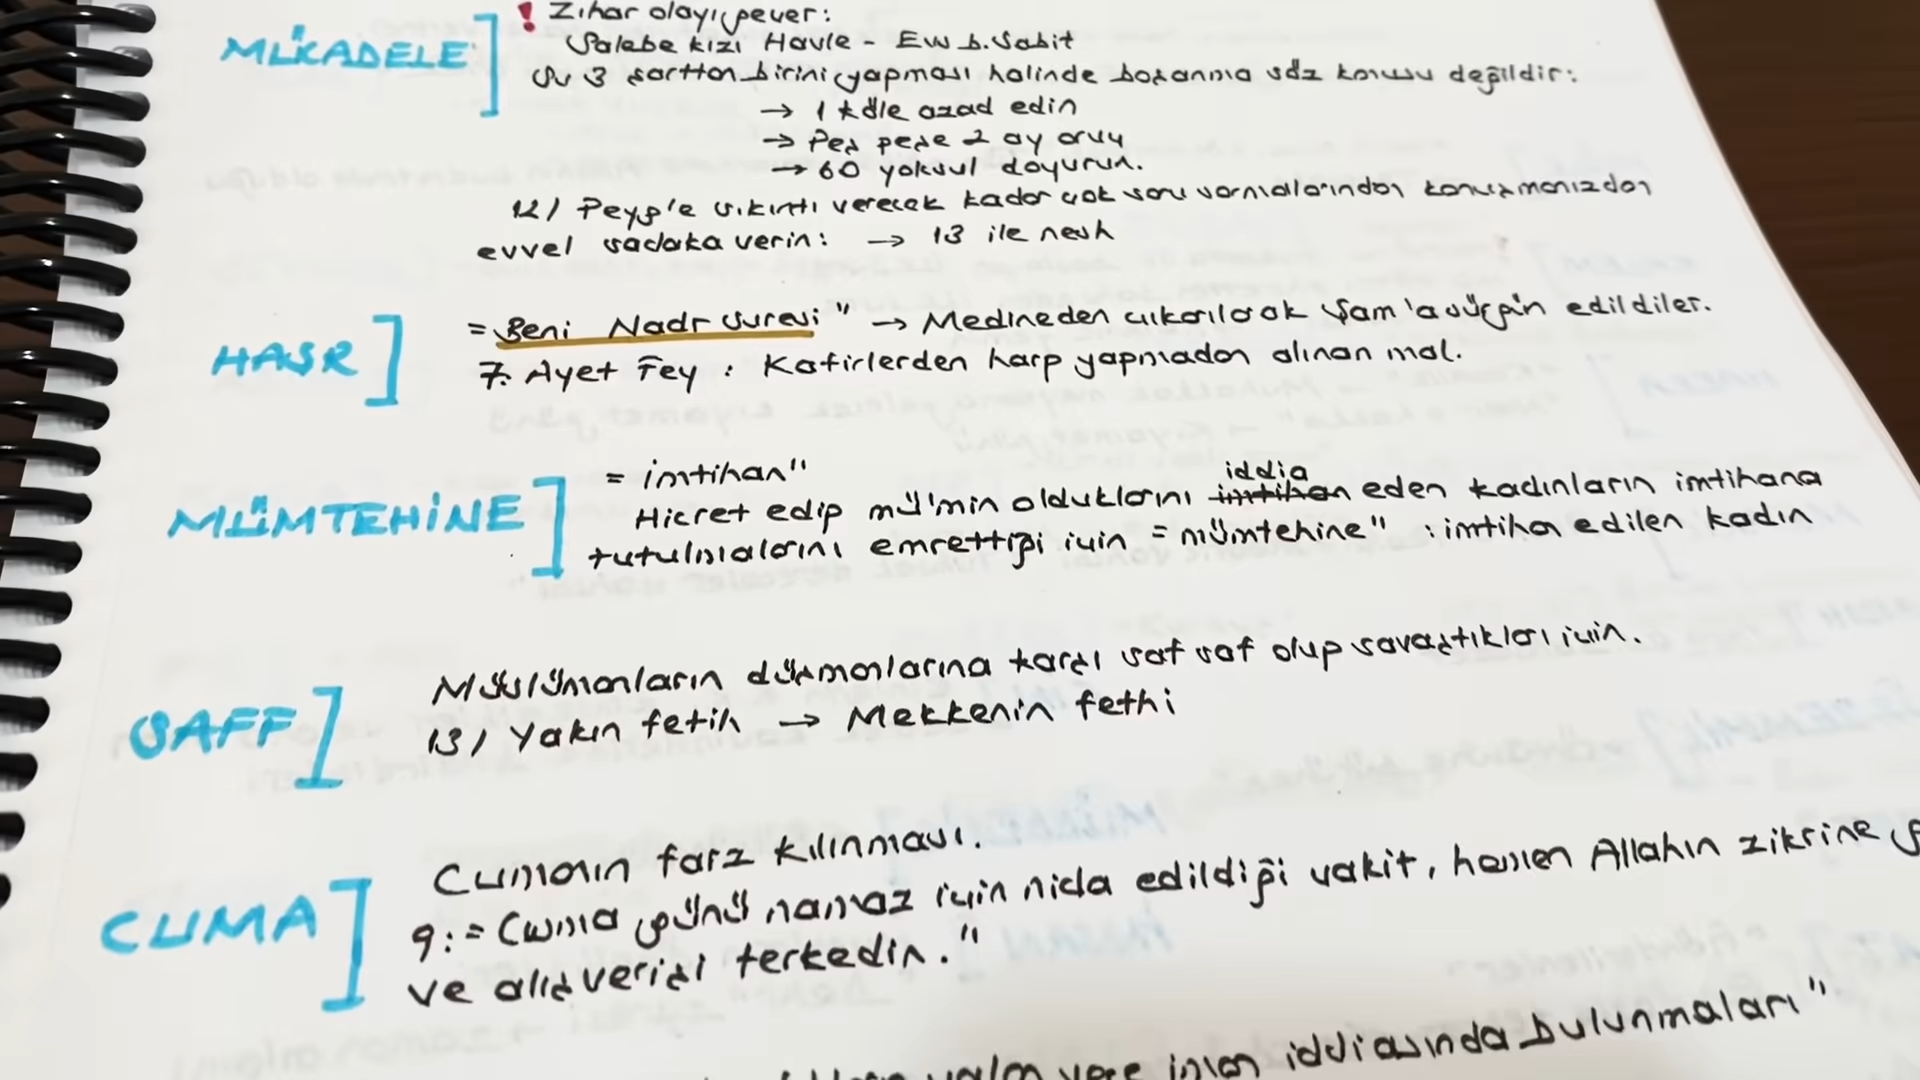 MÜCADELE]
! Zıhar olayı geçer:
Salebe kızı Havle - Evs b. Sabit
Şu 3 şarttan birini yapması halinde boşanma söz konusu değildir:
→ 1 köle azad edin
→ Peş peşe 2 ay oruç
→ 60 yoksul doyurun.
12/ Peyg'e sıkıntı verecek kadar çok soru sormalarından konuşmanızdan
evvel sadaka verin: → 13 ile nesh
HAŞR]
= Beni Nadr suresi" → Medineden çıkarılarak Şam'a sürgün edildiler.
7. Ayet Fey : Kafirlerden harp yapmadan alınan mal.
MÜMTEHİNE]
= imtihan"
iddia
Hicret edip mü'min olduklarını imtihan eden kadınların imtihana
tutulmalarını emrettiği için = mümtehine" : imtiha edilen kadın
SAFF]
Müslümanların düşmanlarına karşı saf saf olup savaştıkları için.
13/ Yakın fetih → Mekkenin fethi
CUMA]
Cumanın farz kılınması.
9: = Cuma günü namaz için nida edildiği vakit, hemen Allahın zikrine
ve alışverişi terkedin."
iddiasında bulunmaları"